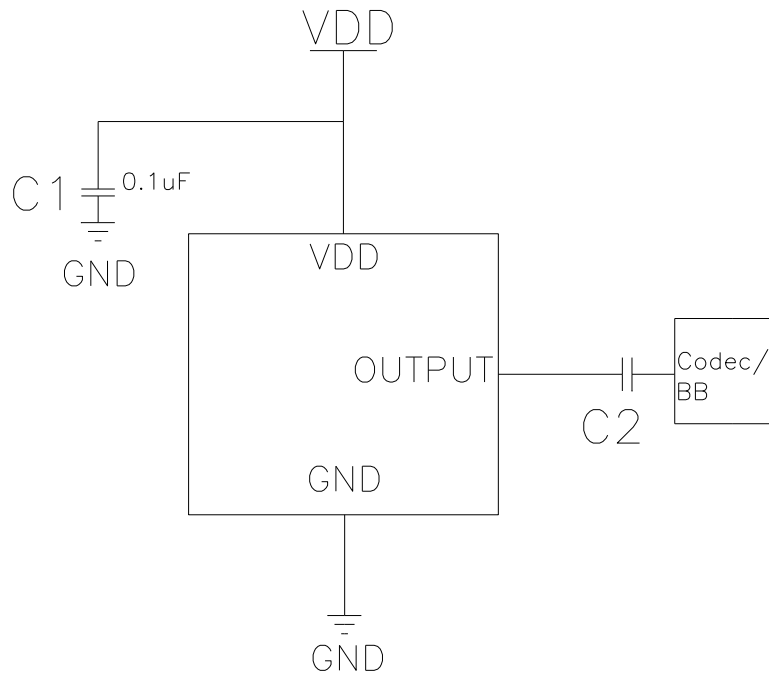 VDD
C1
0.1uF
GND
VDD
OUTPUT
Codec/
BB
C2
GND
GND